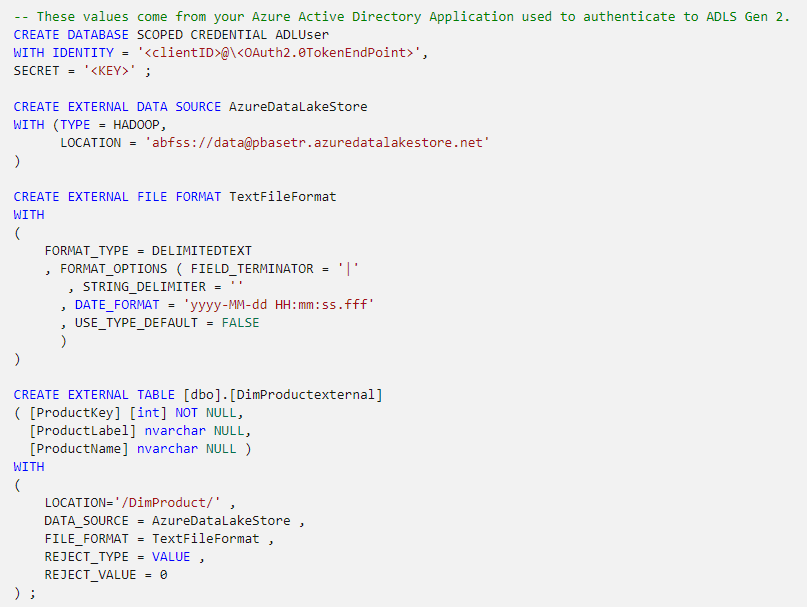 -- These values come from your Azure Active Directory Application used to authenticate to ADLS Gen 2.
CREATE DATABASE SCOPED CREDENTIAL ADLUser
WITH IDENTITY = '<clientID>@\<OAuth2.0TokenEndPoint>',
SECRET = '<KEY>' ;
CREATE EXTERNAL DATA SOURCE AzureDataLakeStore
WITH (TYPE = HADOOP,
LOCATION = 'abfss://data@pbasetr.azuredatalakestore.net'
)
CREATE EXTERNAL FILE FORMAT TextFileFormat
WITH
(
FORMAT_TYPE = DELIMITEDTEXT
, FORMAT_OPTIONS ( FIELD_TERMINATOR = '|'
, STRING_DELIMITER = ''
, DATE_FORMAT = 'yyyy-MM-dd HH:mm:ss.fff'
, USE_TYPE_DEFAULT = FALSE
)
)
CREATE EXTERNAL TABLE [dbo].[DimProductexternal]
( [ProductKey] [int] NOT NULL,
[ProductLabel] nvarchar NULL,
[ProductName] nvarchar NULL )
WITH
(
LOCATION='/DimProduct/' ,
DATA_SOURCE = AzureDataLakeStore ,
FILE_FORMAT = TextFileFormat ,
REJECT_TYPE = VALUE ,
REJECT_VALUE = 0
) ;